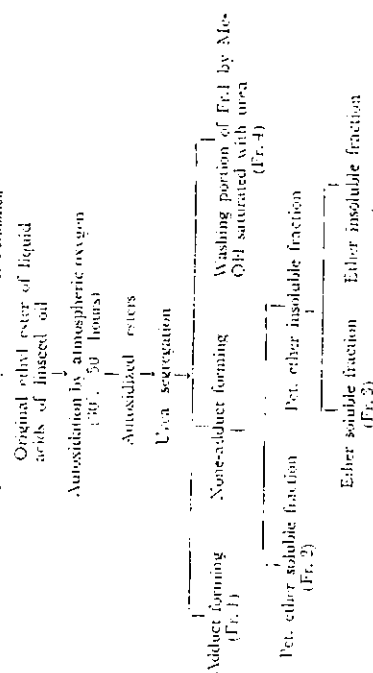 Original ethyl ester of liquid
acids of linseed oil
Autoxidation by atmospheric oxygen
50 hours)
Autoxidized esters
Urea segregation
Adduct forming
(Fr. 1)
None-adduct forming
Washing portion of Fr.1 by Me-
OH saturated with urea
(Fr. 4)
Pet. ether soluble fraction
(Fr. 2)
Pet. ether insoluble fraction
Ether soluble fraction
(Fr. 3)
Ether insoluble fraction